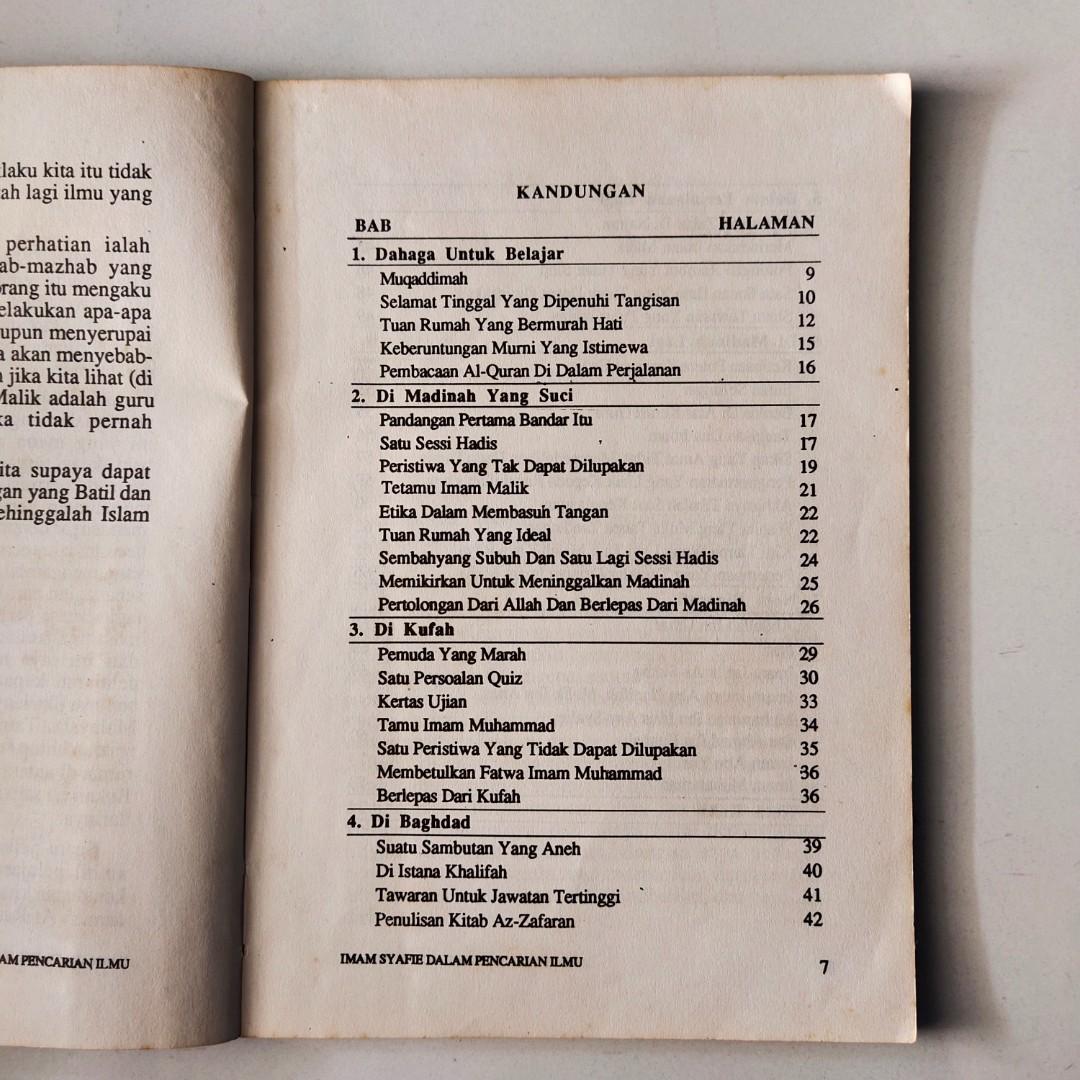 laku kita itu tidak
ah lagi ilmu yang
perhatian ialah
ab-mazhab yang
orang itu mengaku
elakukan apa-apa
upun menyerupai
a akan menyebab-
jika kita lihat (di
Malik adalah guru
ka tidak pernah
ita supaya dapat
gan yang Batil dan
ehinggalah Islam
AM PENCARIAN ILMU
KANDUNGAN
BAB HALAMAN
1. Dahaga Untuk Belajar
Muqaddimah 9
Selamat Tinggal Yang Dipenuhi Tangisan 10
Tuan Rumah Yang Bermurah Hati 12
Keberuntungan Murni Yang Istimewa 15
Pembacaan Al-Quran Di Dalam Perjalanan 16
2. Di Madinah Yang Suci
Pandangan Pertama Bandar Itu 17
Satu Sessi Hadis 17
Peristiwa Yang Tak Dapat Dilupakan 19
Tetamu Imam Malik 21
Etika Dalam Membasuh Tangan 22
Tuan Rumah Yang Ideal 22
Sembahyang Subuh Dan Satu Lagi Sessi Hadis 24
Memikirkan Untuk Meninggalkan Madinah 25
Pertolongan Dari Allah Dan Berlepas Dari Madinah 26
3. Di Kufah
Pemuda Yang Marah 29
Satu Persoalan Quiz 30
Kertas Ujian 33
Tamu Imam Muhammad 34
Satu Peristiwa Yang Tidak Dapat Dilupakan 35
Membetulkan Fatwa Imam Muhammad 36
Berlepas Dari Kufah 36
4. Di Baghdad
Suatu Sambutan Yang Aneh 39
Di Istana Khalifah 40
Tawaran Untuk Jawatan Tertinggi 41
Penulisan Kitab Az-Zafaran 42
IMAM SYAFIE DALAM PENCARIAN ILMU 7